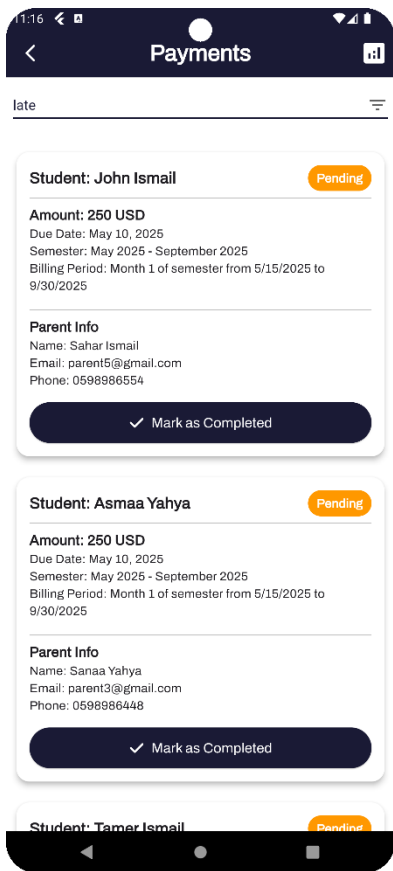 11:16
Payments
late
Student: John Ismail
Pending
Amount: 250 USD
Due Date: May 10, 2025
Semester: May 2025 - September 2025
Billing Period: Month 1 of semester from 5/15/2025 to
9/30/2025
Parent Info
Name: Sahar Ismail
Email: parent5@gmail.com
Phone: 0598986554
Mark as Completed
Student: Asmaa Yahya
Pending
Amount: 250 USD
Due Date: May 10, 2025
Semester: May 2025 - September 2025
Billing Period: Month 1 of semester from 5/15/2025 to
9/30/2025
Parent Info
Name: Sanaa Yahya
Email: parent3@gmail.com
Phone: 0598986448
Mark as Completed
Student: Tamer Ismail
Pending